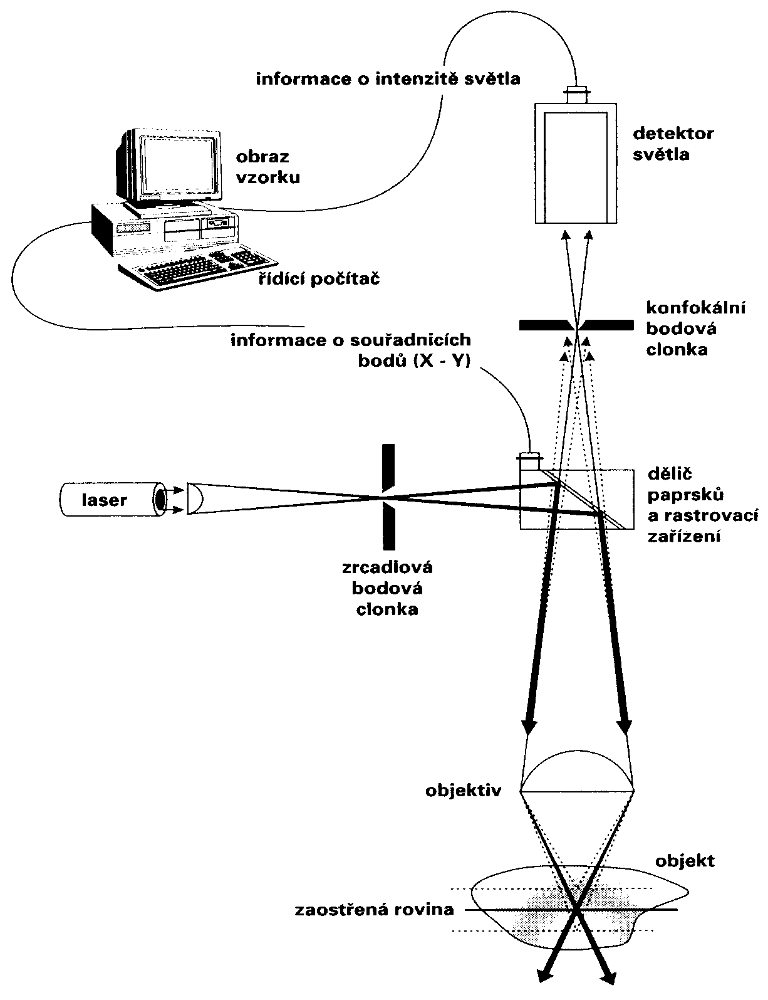 informace o intenzitě světla
detektor
světla
obraz
vzorku
řídící počítač
konfokální
bodová
clonka
informace o souřadnicích
bodů (X - Y)
laser
dělič
paprsků
a rastrovací
zařízení
zrcadlová
bodová
clonka
objektiv
objekt
zaostřená rovina